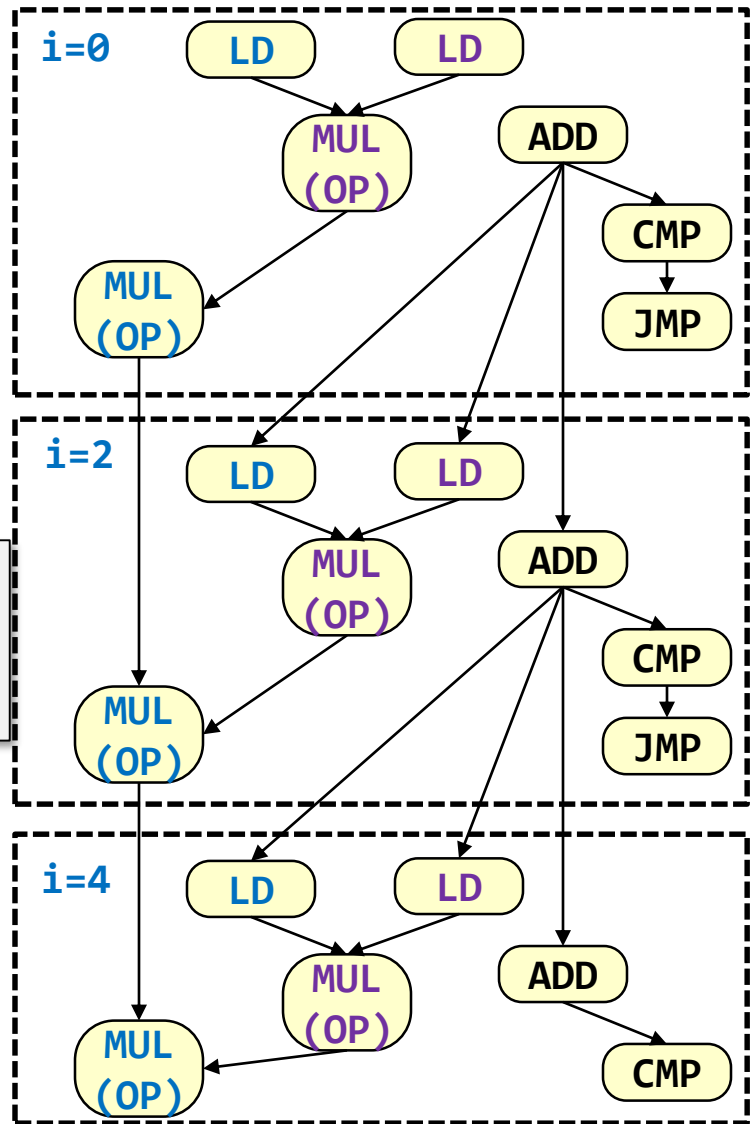 i=0
LD
LD
MUL
(OP)
ADD
CMP
MUL
(OP)
JMP
i=2
LD
LD
MUL
(OP)
ADD
CMP
MUL
(OP)
JMP
i=4
LD
LD
MUL
(OP)
ADD
MUL
(OP)
CMP